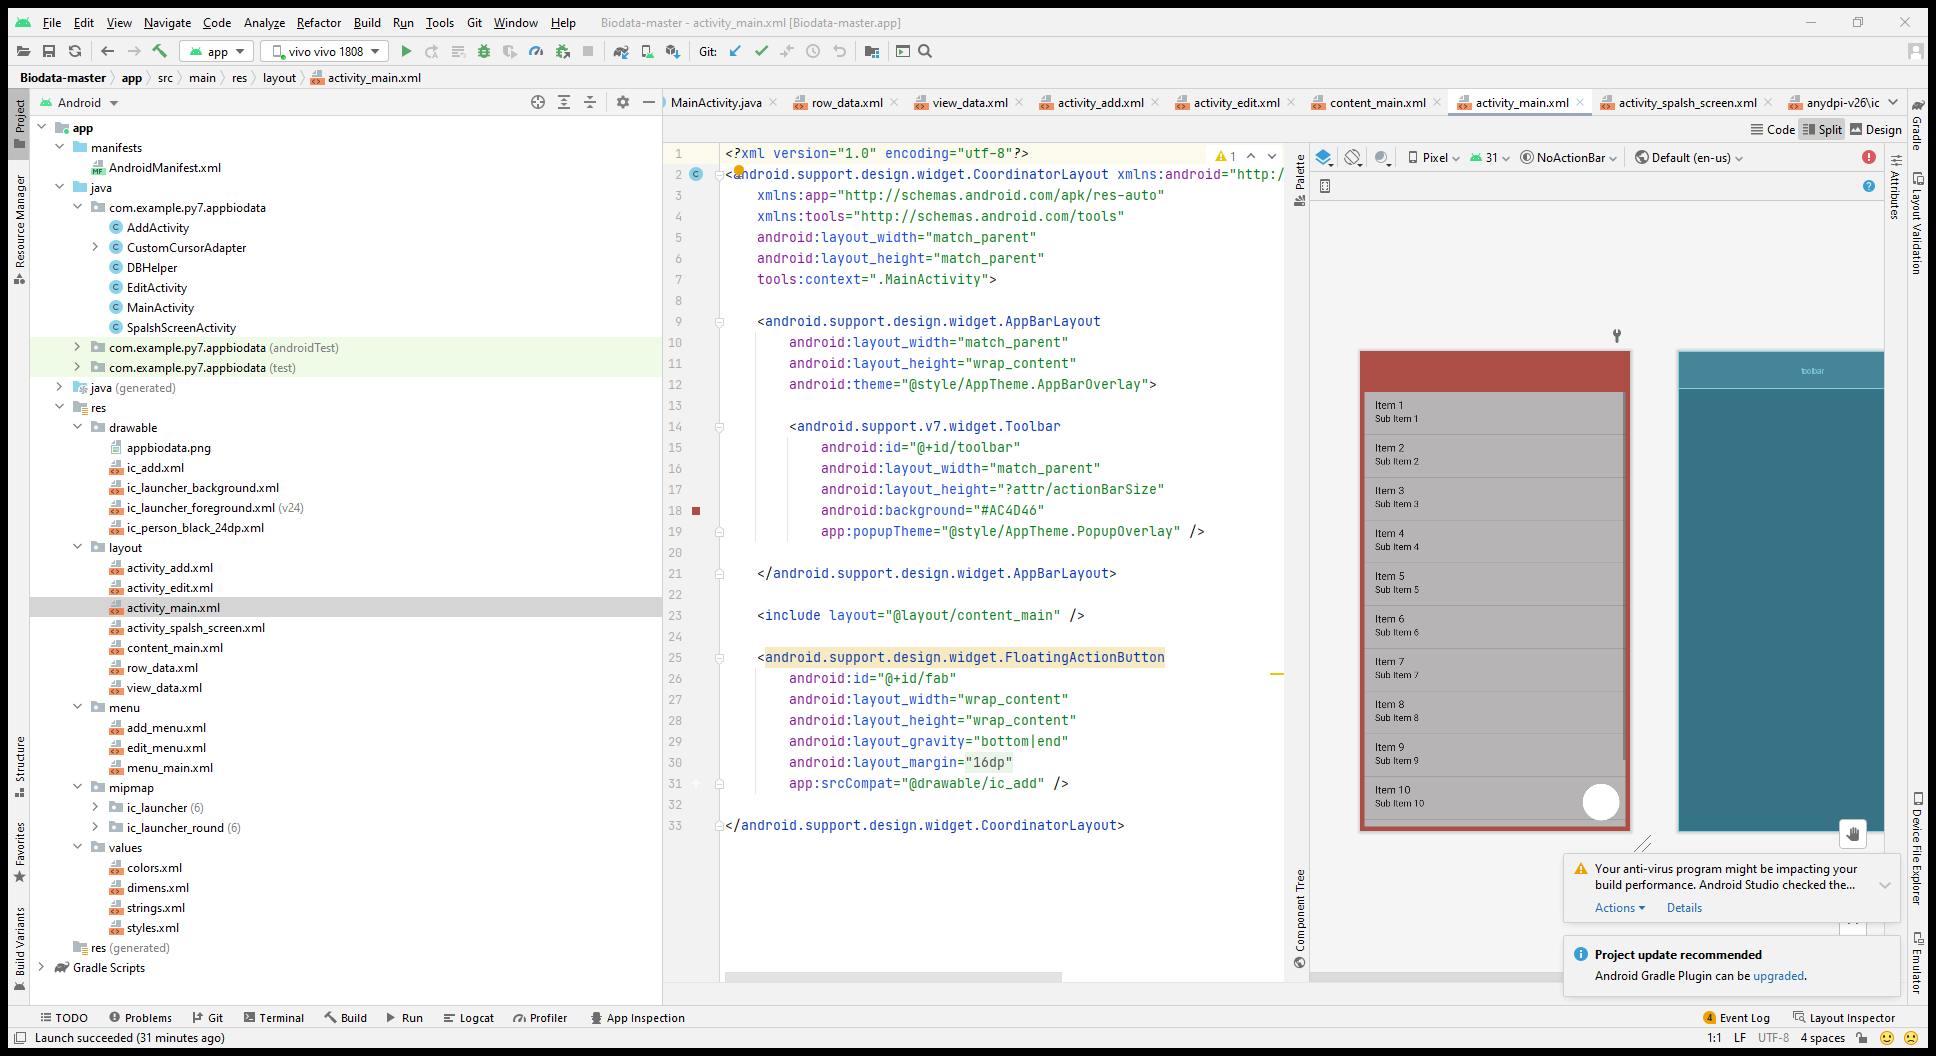 File Edit View Navigate Code Analyze Refactor Build Run Tools Git Window Help Biodata-master - activity_main.xml [Biodata-master.app]
app vivo vivo 1808 Git:
Biodata-master app src main res layout activity_main.xml
Android
MainActivity.java row_data.xml view_data.xml activity_add.xml activity_edit.xml content_main.xml activity_main.xml activity_spalsh_screen.xml anydpi-v26\ic
Code Split Design
Project
Resource Manager
Structure
Favorites
Build Variants
app
manifests
AndroidManifest.xml
java
com.example.py7.appbiodata
AddActivity
CustomCursorAdapter
DBHelper
EditActivity
MainActivity
SpalshScreenActivity
com.example.py7.appbiodata (androidTest)
com.example.py7.appbiodata (test)
java (generated)
res
drawable
appbiodata.png
ic_add.xml
ic_launcher_background.xml
ic_launcher_foreground.xml (v24)
ic_person_black_24dp.xml
layout
activity_add.xml
activity_edit.xml
activity_main.xml
activity_spalsh_screen.xml
content_main.xml
row_data.xml
view_data.xml
menu
add_menu.xml
edit_menu.xml
menu_main.xml
mipmap
ic_launcher (6)
ic_launcher_round (6)
values
colors.xml
dimens.xml
strings.xml
styles.xml
res (generated)
Gradle Scripts
1 <?xml version="1.0" encoding="utf-8"?>
2 <android.support.design.widget.CoordinatorLayout xmlns:android="http:/
3 xmlns:app="http://schemas.android.com/apk/res-auto"
4 xmlns:tools="http://schemas.android.com/tools"
5 android:layout_width="match_parent"
6 android:layout_height="match_parent"
7 tools:context=".MainActivity">
8
9 <android.support.design.widget.AppBarLayout
10 android:layout_width="match_parent"
11 android:layout_height="wrap_content"
12 android:theme="@style/AppTheme.AppBarOverlay">
13
14 <android.support.v7.widget.Toolbar
15 android:id="@+id/toolbar"
16 android:layout_width="match_parent"
17 android:layout_height="?attr/actionBarSize"
18 android:background="#AC4D46"
19 app:popupTheme="@style/AppTheme.PopupOverlay" />
20
21 </android.support.design.widget.AppBarLayout>
22
23 <include layout="@layout/content_main" />
24
25 <android.support.design.widget.FloatingActionButton
26 android:id="@+id/fab"
27 android:layout_width="wrap_content"
28 android:layout_height="wrap_content"
29 android:layout_gravity="bottom|end"
30 android:layout_margin="16dp"
31 app:srcCompat="@drawable/ic_add" />
32
33 </android.support.design.widget.CoordinatorLayout>
1
Palette
Component Tree
Pixel 31 NoActionBar Default (en-us)
Item 1
Sub Item 1
Item 2
Sub Item 2
Item 3
Sub Item 3
Item 4
Sub Item 4
Item 5
Sub Item 5
Item 6
Sub Item 6
Item 7
Sub Item 7
Item 8
Sub Item 8
Item 9
Sub Item 9
Item 10
Sub Item 10
toolbar
Attributes
Gradle
Layout Validation
Device File Explorer
Emulator
Your anti-virus program might be impacting your
build performance. Android Studio checked the...
Actions Details
Project update recommended
Android Gradle Plugin can be upgraded.
TODO Problems Git Terminal Build Run Logcat Profiler App Inspection 4 Event Log Layout Inspector
Launch succeeded (31 minutes ago) 1:1 LF UTF-8 4 spaces